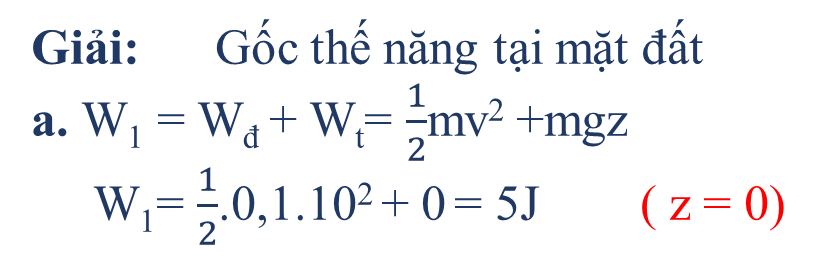 Giải: Gốc thế năng tại mặt đất
a. W₁ = Wđ + Wₜ= 1/2mv² +mgz
W₁= 1/2.0,1.10² + 0 = 5J ( z = 0)